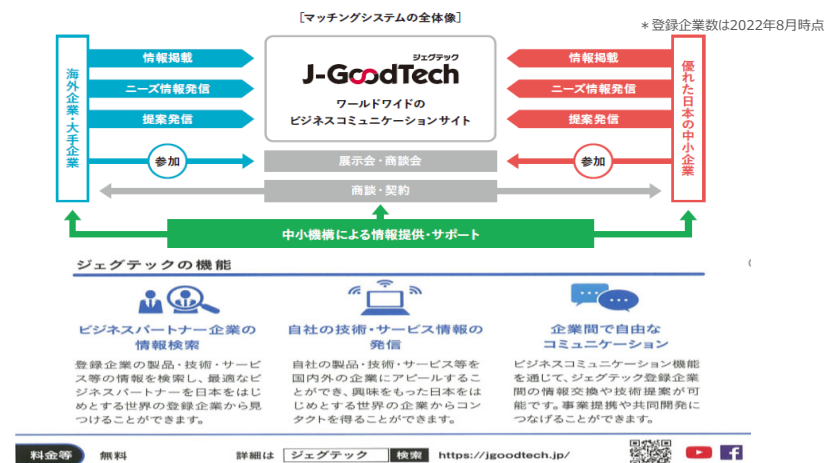 [マッチングシステムの全体像]
*登録企業数は2022年8月時点
海外企業・大手企業
情報掲載
ニーズ情報発信
提案発信
参加
ジェグテック
J-GoodTech
ワールドワイドの
ビジネスコミュニケーションサイト
展示会・商談会
商談・契約
情報掲載
ニーズ情報発信
提案発信
参加
優れた日本の中小企業
中小機構による情報提供・サポート
ジェグテックの機能
ビジネスパートナー企業の
情報検索
登録企業の製品・技術・サービ
ス等の情報を検索し、最適なビ
ジネスパートナーを日本をはじ
めとする世界の登録企業から見
つけることができます。
自社の技術・サービス情報の
発信
自社の製品・技術・サービス等を
国内外の企業にアピールするこ
とができ、興味をもった日本をは
じめとする世界の企業からコン
タクトを得ることができます。
企業間で自由な
コミュニケーション
ビジネスコミュニケーション機能
を通じて、ジェグテック登録企業
間の情報交換や技術提案が可
能です。事業提携や共同開発に
つなげることができます。
料金等 無料 詳細は ジェグテック 検索 https://jgoodtech.jp/